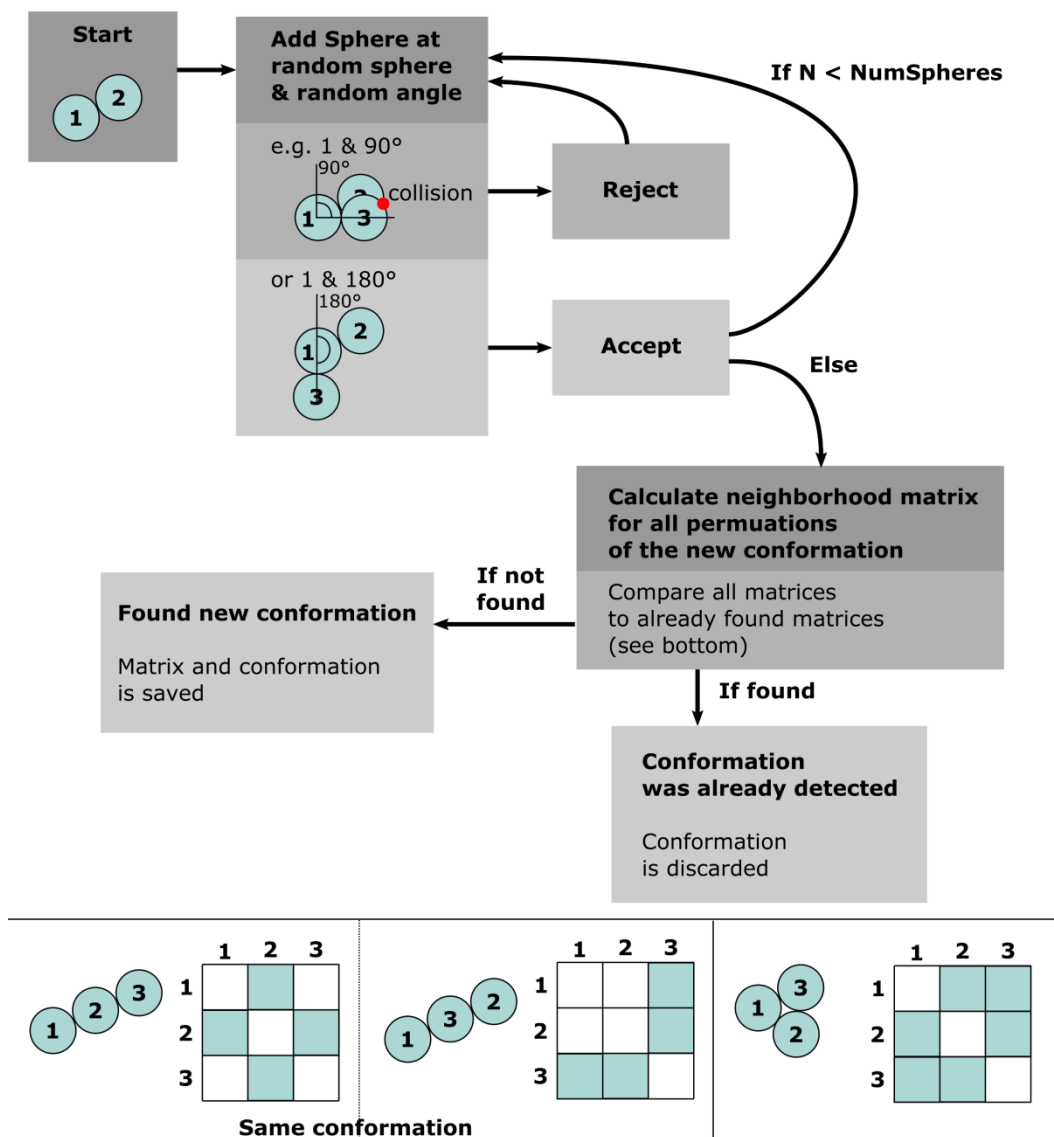 Start
1
2
Add Sphere at
random sphere
& random angle
If N < NumSpheres
e.g. 1 & 90°
90°
collision
1
3
Reject
or 1 & 180°
180°
2
1
3
Accept
Else
Calculate neighborhood matrix
for all permuations
of the new conformation
Compare all matrices
to already found matrices
(see bottom)
If not
found
Found new conformation
Matrix and conformation
is saved
If found
Conformation
was already detected
Conformation
is discarded
1 2 3
1 2 3
1 2 3
1 3 2
1 2 3
1 2 3
1 3 2
1 2 3
1 2 3
Same conformation